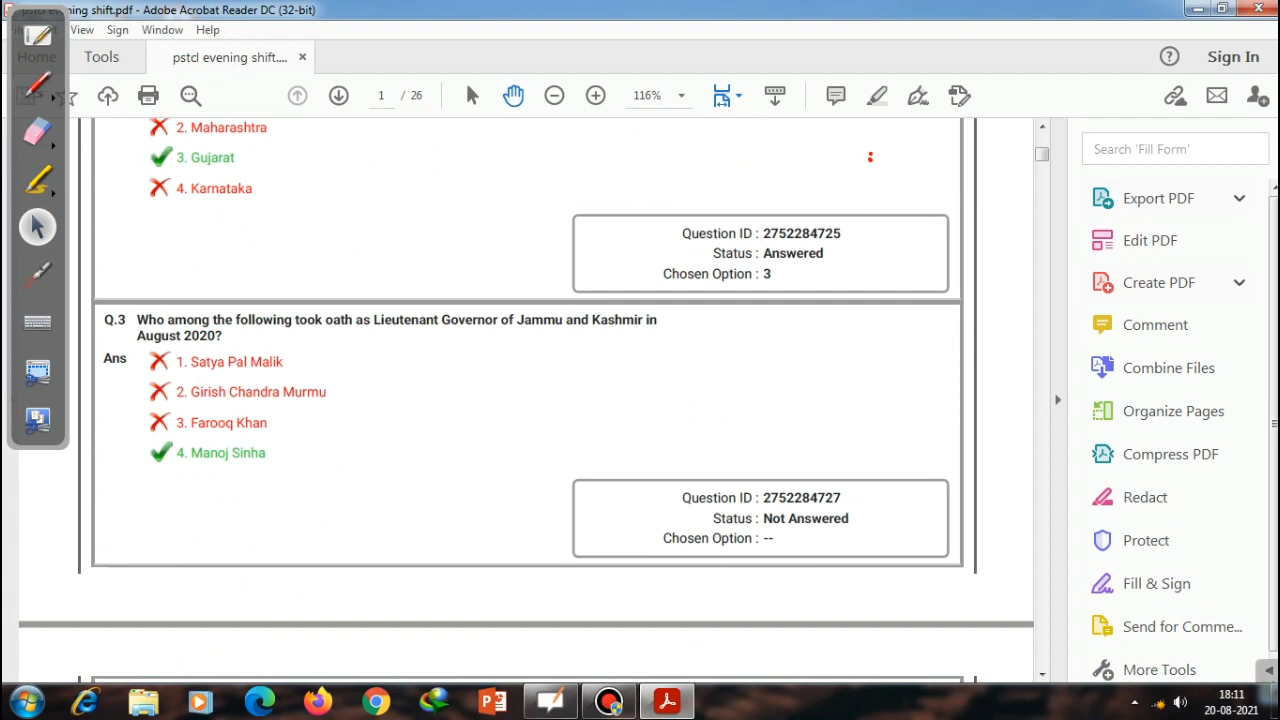 pstcl evening shift.pdf - Adobe Acrobat Reader DC (32-bit)
View Sign Window Help
Home Tools pstcl evening shift.... × Sign In
1 / 26 116%
2. Maharashtra
3. Gujarat
4. Karnataka
Question ID : 2752284725
Status : Answered
Chosen Option : 3
Q.3 Who among the following took oath as Lieutenant Governor of Jammu and Kashmir in
August 2020?
Ans 1. Satya Pal Malik
2. Girish Chandra Murmu
3. Farooq Khan
4. Manoj Sinha
Question ID : 2752284727
Status : Not Answered
Chosen Option : --
Search 'Fill Form'
Export PDF
Edit PDF
Create PDF
Comment
Combine Files
Organize Pages
Compress PDF
Redact
Protect
Fill & Sign
Send for Comme...
More Tools
18:11
20-08-2021